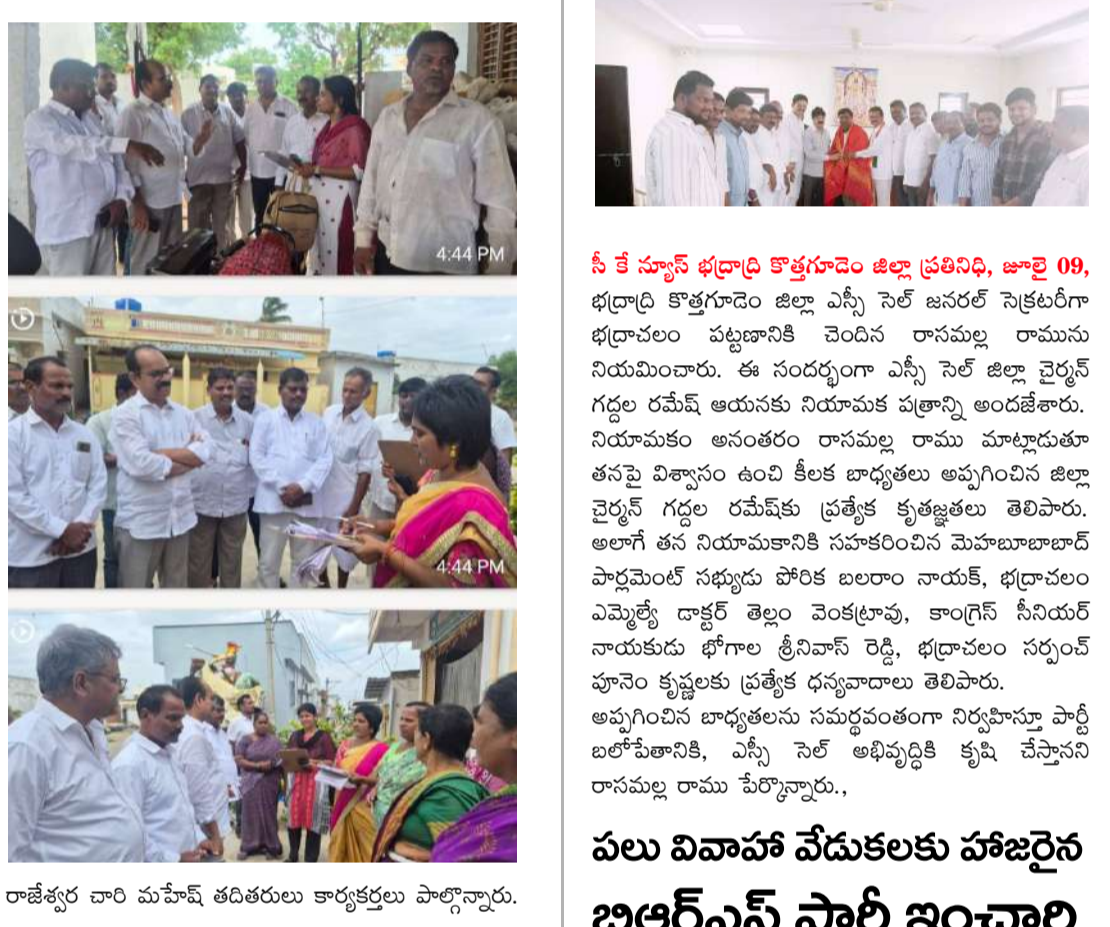 4:44 PM
4:44 PM
రాజేశ్వర చారి మహేష్ తదితరులు కార్యకర్తలు పాల్గొన్నారు.
సీ కే న్యూస్ భద్రాద్రి కొత్తగూడెం జిల్లా ప్రతినిధి, జూలై 09,
భద్రాద్రి కొత్తగూడెం జిల్లా ఎస్సీ సెల్ జనరల్ సెక్రటరీగా
భద్రాచలం పట్టణానికి చెందిన రాసమల్ల రామును
నియమించారు. ఈ సందర్భంగా ఎస్సీ సెల్ జిల్లా చైర్మన్
గద్దల రమేష్ ఆయనకు నియామక పత్రాన్ని అందజేశారు.
నియామకం అనంతరం రాసమల్ల రాము మాట్లాడుతూ
తనపై విశ్వాసం ఉంచి కీలక బాధ్యతలు అప్పగించిన జిల్లా
చైర్మన్ గద్దల రమేష్‌కు ప్రత్యేక కృతజ్ఞతలు తెలిపారు.
అలాగే తన నియామకానికి సహకరించిన మెహబూబాబాద్
పార్లమెంట్ సభ్యుడు పోరిక బలరాం నాయక్, భద్రాచలం
ఎమ్మెల్యే డాక్టర్ తెల్లం వెంకట్రావు, కాంగ్రెస్ సీనియర్
నాయకుడు భోగాల శ్రీనివాస్ రెడ్డి, భద్రాచలం సర్పంచ్
పూనెం కృష్ణలకు ప్రత్యేక ధన్యవాదాలు తెలిపారు.
అప్పగించిన బాధ్యతలను సమర్థవంతంగా నిర్వహిస్తూ పార్టీ
బలోపేతానికి, ఎస్సీ సెల్ అభివృద్ధికి కృషి చేస్తానని
రాసమల్ల రాము పేర్కొన్నారు.,
పలు వివాహా వేడుకలకు హాజరైన
బిఆర్ఎస్ పార్టీ ఇంచార్జి